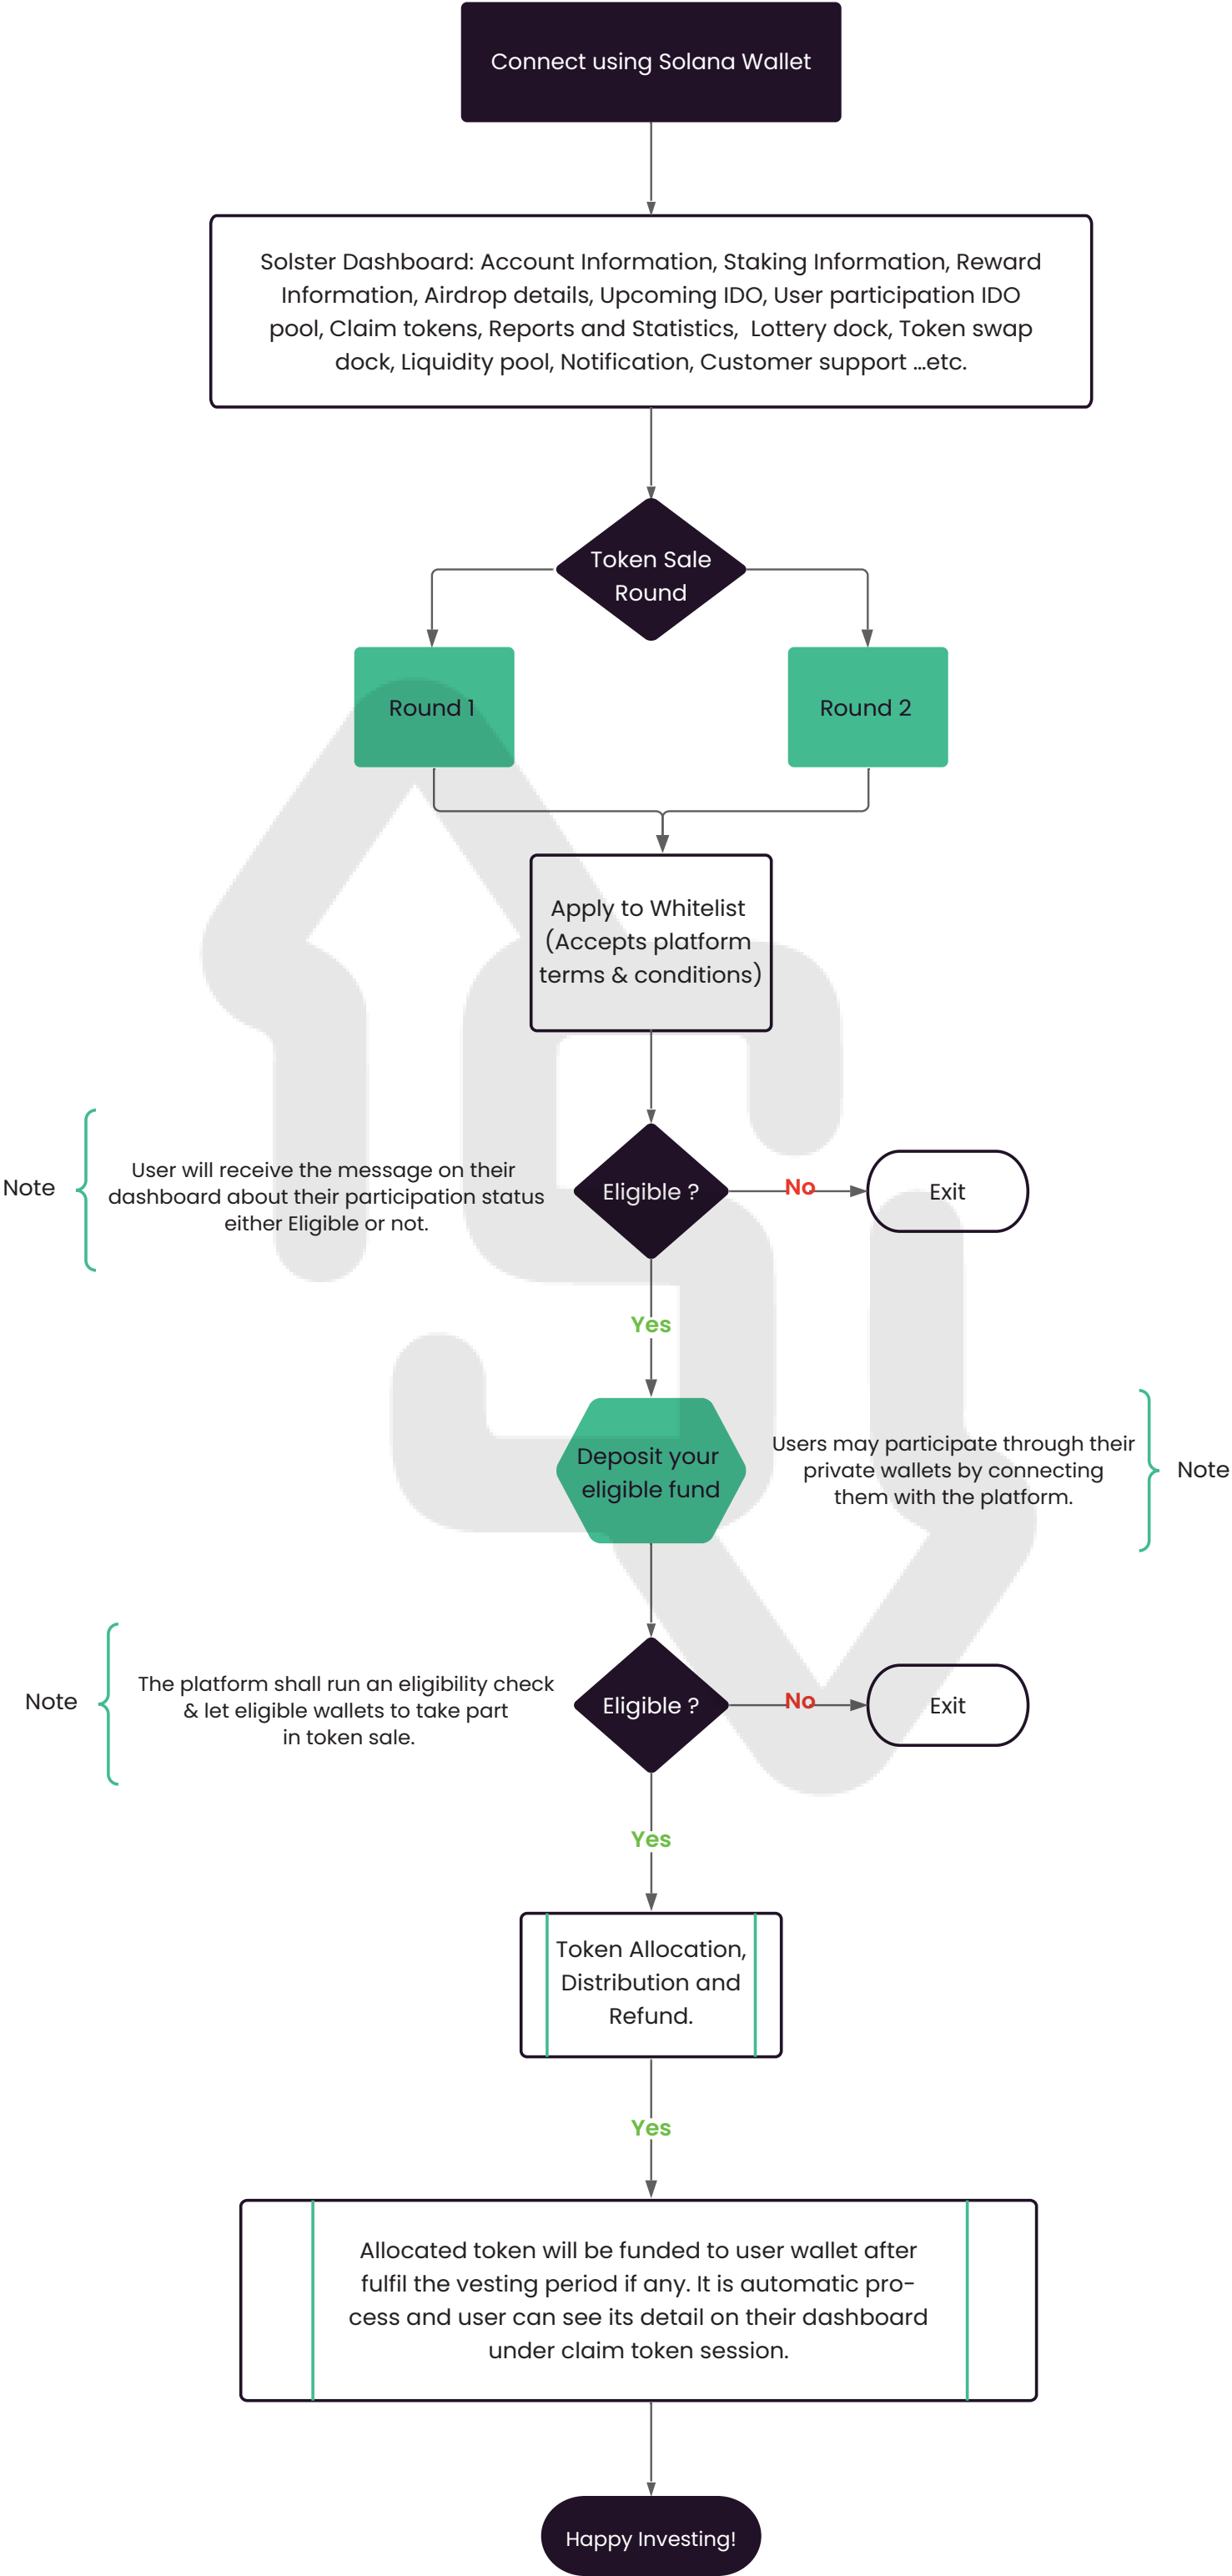 Connect using Solana Wallet
Solster Dashboard: Account Information, Staking Information, Reward
Information, Airdrop details, Upcoming IDO, User participation IDO
pool, Claim tokens, Reports and Statistics, Lottery dock, Token swap
dock, Liquidity pool, Notification, Customer support ...etc.
Token Sale
Round
Round 1
Round 2
Apply to Whitelist
(Accepts platform
terms & conditions)
Note
User will receive the message on their
dashboard about their participation status
either Eligible or not.
Eligible ?
No
Exit
Yes
Deposit your
eligible fund
Users may participate through their
private wallets by connecting
them with the platform.
Note
Note
The platform shall run an eligibility check
& let eligible wallets to take part
in token sale.
Eligible ?
No
Exit
Yes
Token Allocation,
Distribution and
Refund.
Yes
Allocated token will be funded to user wallet after
fulfil the vesting period if any. It is automatic pro-
cess and user can see its detail on their dashboard
under claim token session.
Happy Investing!